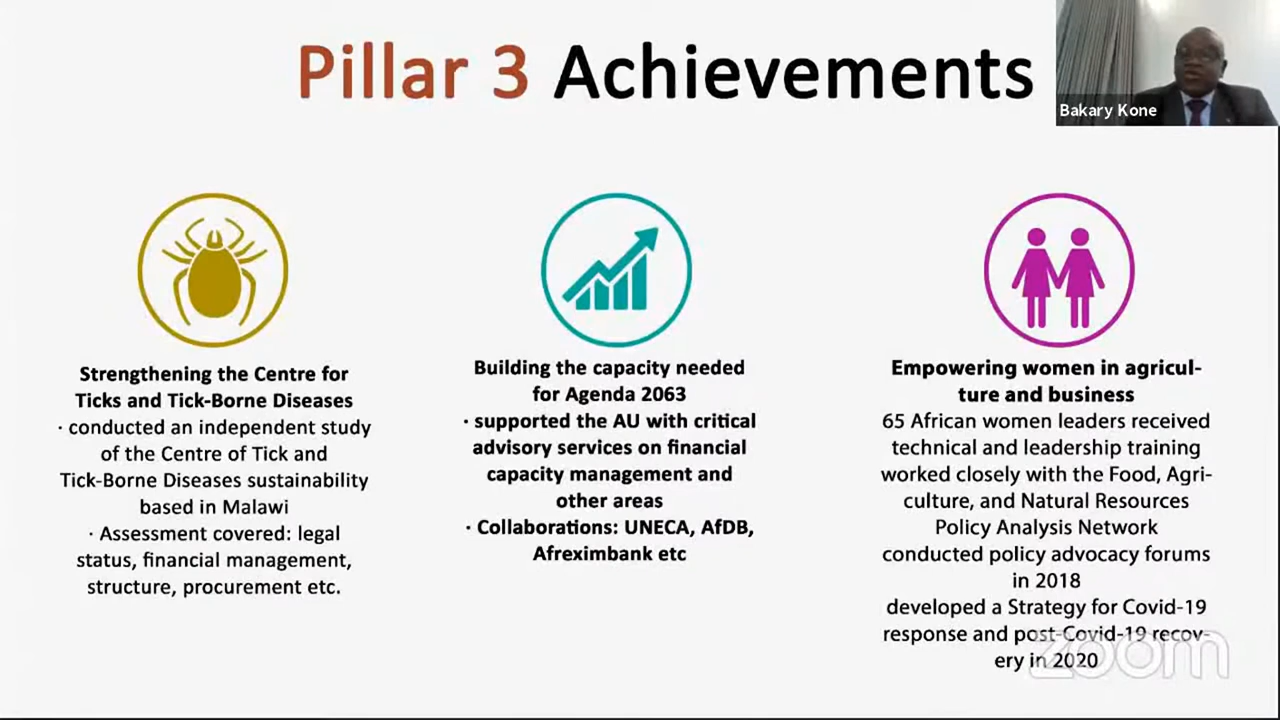 Pillar 3 Achievements
Bakary Kone
Strengthening the Centre for
Ticks and Tick-Borne Diseases
· conducted an independent study
of the Centre of Tick and
Tick-Borne Diseases sustainability
based in Malawi
· Assessment covered: legal
status, financial management,
structure, procurement etc.
Building the capacity needed
for Agenda 2063
· supported the AU with critical
advisory services on financial
capacity management and
other areas
· Collaborations: UNECA, AfDB,
Afreximbank etc
Empowering women in agricul-
ture and business
65 African women leaders received
technical and leadership training
worked closely with the Food, Agri-
culture, and Natural Resources
Policy Analysis Network
conducted policy advocacy forums
in 2018
developed a Strategy for Covid-19
response and post-Covid-19 recov-
ery in 2020
zoom